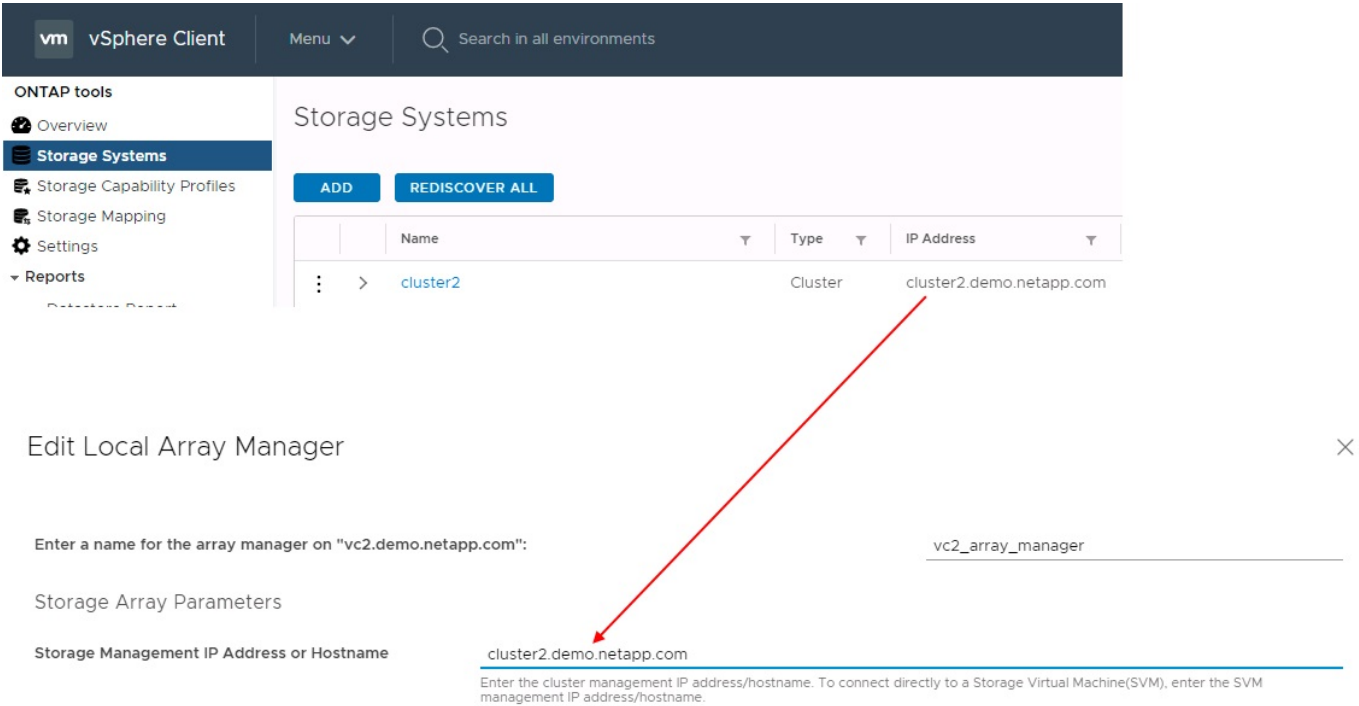 vm vSphere Client Menu Search in all environments
ONTAP tools
Overview
Storage Systems
Storage Capability Profiles
Storage Mapping
Settings
Reports
Datastore Report
Storage Systems
ADD REDISCOVER ALL
Name Type IP Address
cluster2 Cluster cluster2.demo.netapp.com
Edit Local Array Manager
Enter a name for the array manager on "vc2.demo.netapp.com": vc2_array_manager
Storage Array Parameters
Storage Management IP Address or Hostname cluster2.demo.netapp.com
Enter the cluster management IP address/hostname. To connect directly to a Storage Virtual Machine(SVM), enter the SVM
management IP address/hostname.